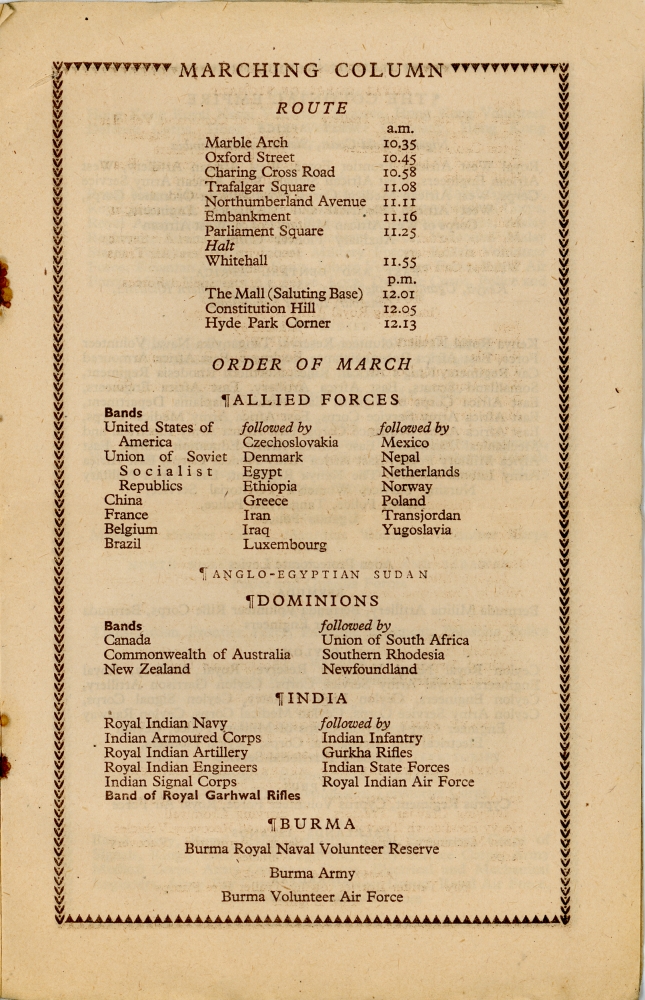 MARCHING COLUMN
ROUTE
a.m.
Marble Arch 10.35
Oxford Street 10.45
Charing Cross Road 10.58
Trafalgar Square 11.08
Northumberland Avenue 11.11
Embankment 11.16
Parliament Square 11.25
Halt
Whitehall 11.55
p.m.
The Mall (Saluting Base) 12.01
Constitution Hill 12.05
Hyde Park Corner 12.13
ORDER OF MARCH
¶ALLIED FORCES
Bands
United States of
America
Union of Soviet
Socialist
Republics
China
France
Belgium
Brazil
followed by
Czechoslovakia
Denmark
Egypt
Ethiopia
Greece
Iran
Iraq
Luxembourg
followed by
Mexico
Nepal
Netherlands
Norway
Poland
Transjordan
Yugoslavia
¶ANGLO-EGYPTIAN SUDAN
¶DOMINIONS
Bands
Canada
Commonwealth of Australia
New Zealand
followed by
Union of South Africa
Southern Rhodesia
Newfoundland
¶INDIA
Royal Indian Navy
Indian Armoured Corps
Royal Indian Artillery
Royal Indian Engineers
Indian Signal Corps
Band of Royal Garhwal Rifles
followed by
Indian Infantry
Gurkha Rifles
Indian State Forces
Royal Indian Air Force
¶BURMA
Burma Royal Naval Volunteer Reserve
Burma Army
Burma Volunteer Air Force